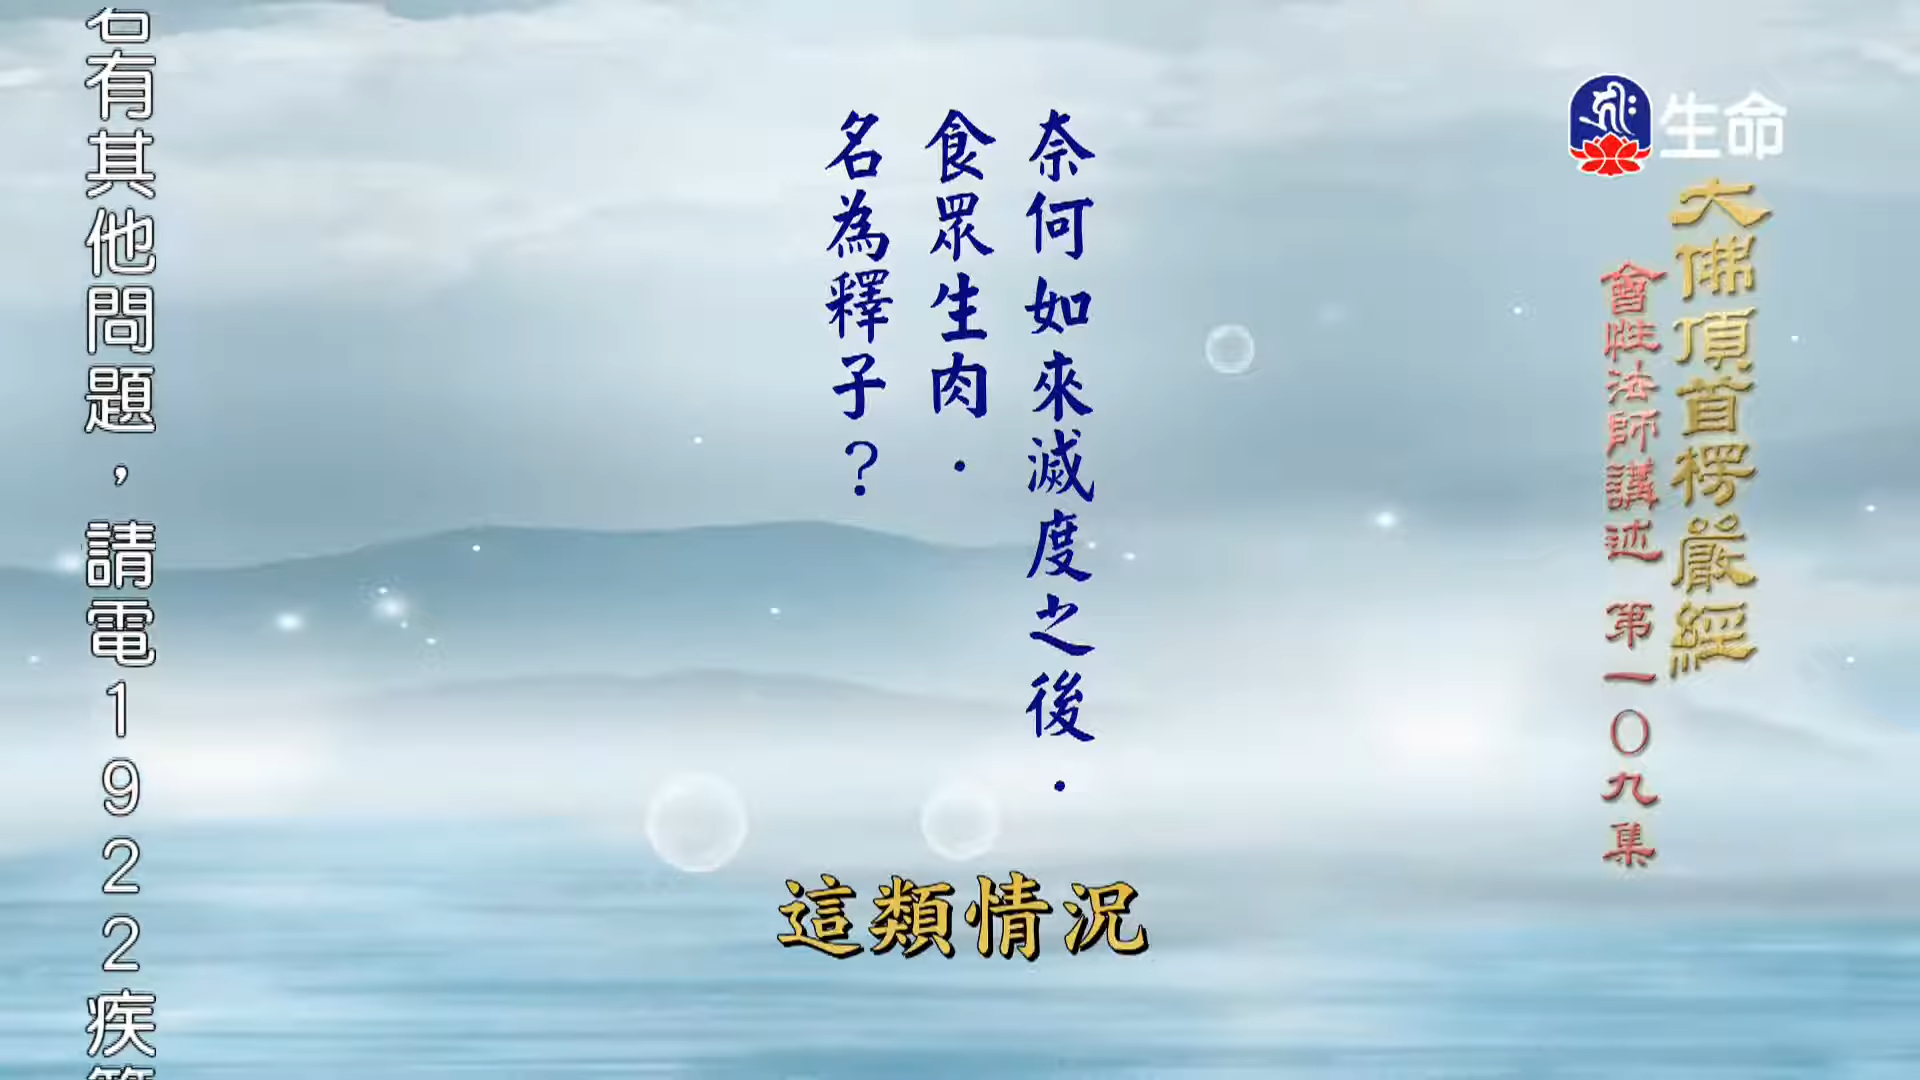 生命
大佛頂首楞嚴經
會性法師講述 第一〇九集
奈何如來滅度之後．
食眾生肉．
名為釋子？
有其他問題，請電1922疾
這類情況